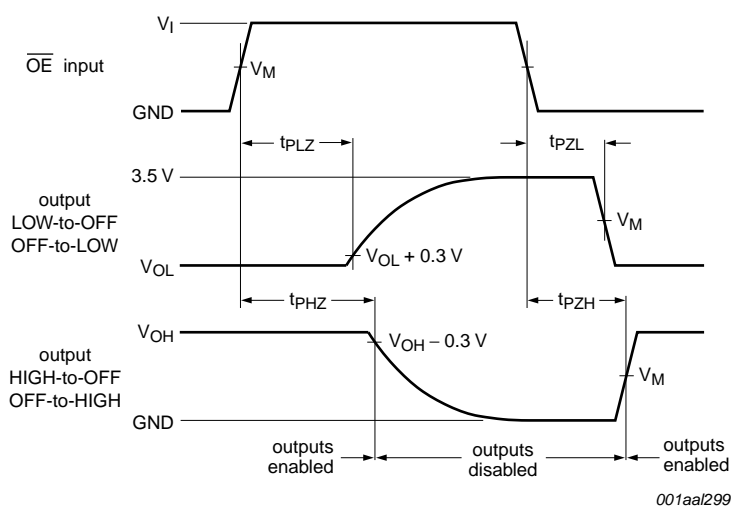 V_I
O̅E̅ input
V_M
GND
t_PLZ
t_PZL
3.5 V
output
LOW-to-OFF
OFF-to-LOW
V_M
V_OL + 0.3 V
V_OL
t_PHZ
t_PZH
V_OH
V_OH − 0.3 V
output
HIGH-to-OFF
OFF-to-HIGH
V_M
GND
outputs
enabled
outputs
disabled
outputs
enabled
001aal299